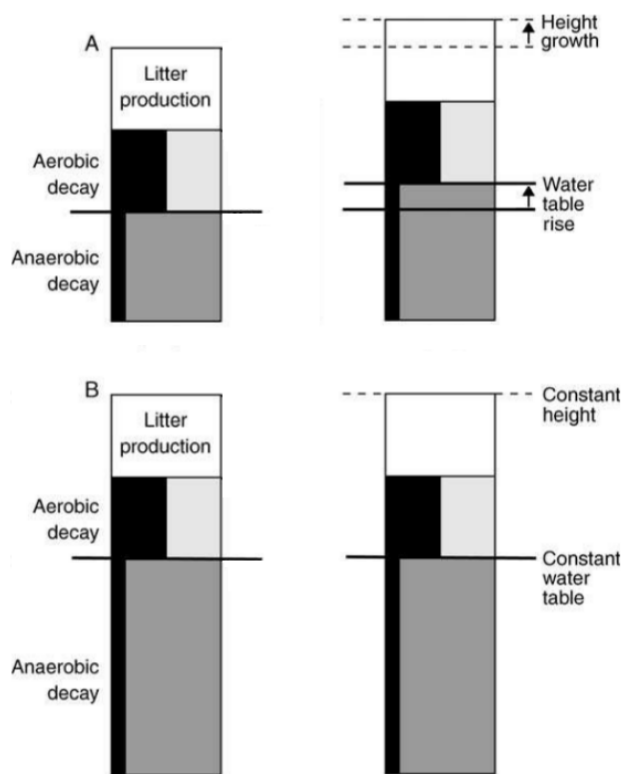 A
Litter
production
Aerobic
decay
Anaerobic
decay
Height
growth
Water
table
rise
B
Litter
production
Aerobic
decay
Anaerobic
decay
Constant
height
Constant
water
table